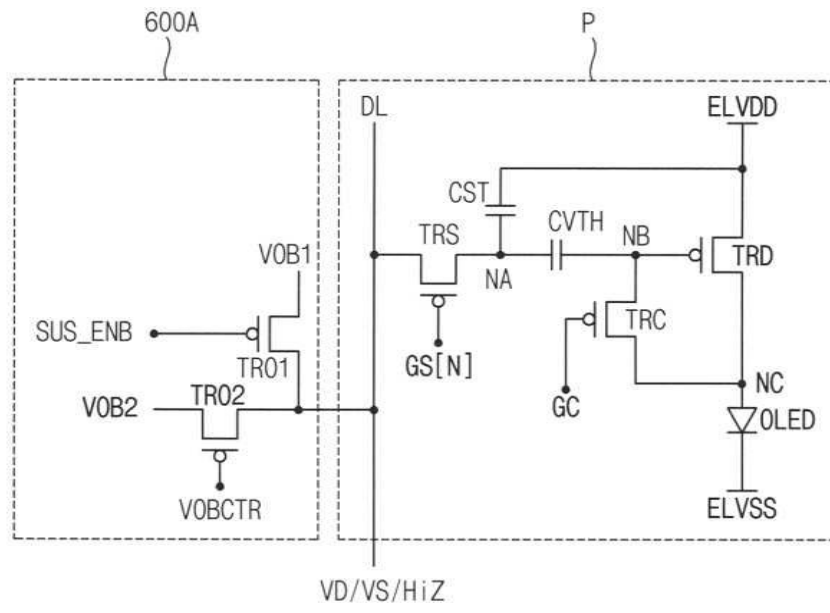 600A
P
DL
ELVDD
CST
CVTH
TRS
NB
TRD
NA
VOB1
SUS_ENB
TRC
TRO1
GS[N]
NC
TRO2
VOB2
GC
OLED
VOBCTR
ELVSS
VD/VS/HiZ